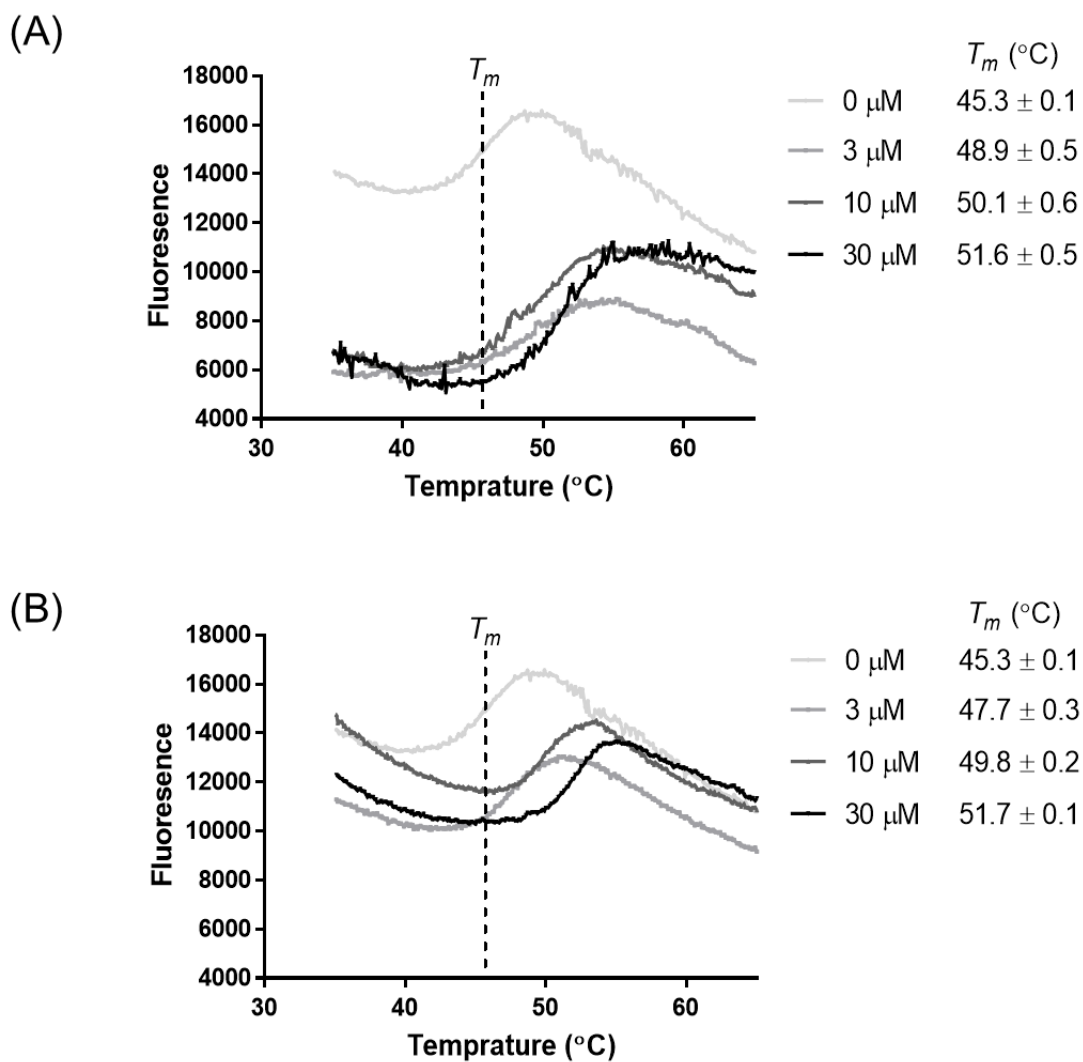 (A)
T_m
T_m (°C)
0 μM 45.3 ± 0.1
3 μM 48.9 ± 0.5
10 μM 50.1 ± 0.6
30 μM 51.6 ± 0.5
18000
16000
14000
12000
10000
8000
6000
4000
Fluoresence
30 40 50 60
Temprature (°C)
(B)
T_m
T_m (°C)
0 μM 45.3 ± 0.1
3 μM 47.7 ± 0.3
10 μM 49.8 ± 0.2
30 μM 51.7 ± 0.1
18000
16000
14000
12000
10000
8000
6000
4000
Fluoresence
30 40 50 60
Temprature (°C)